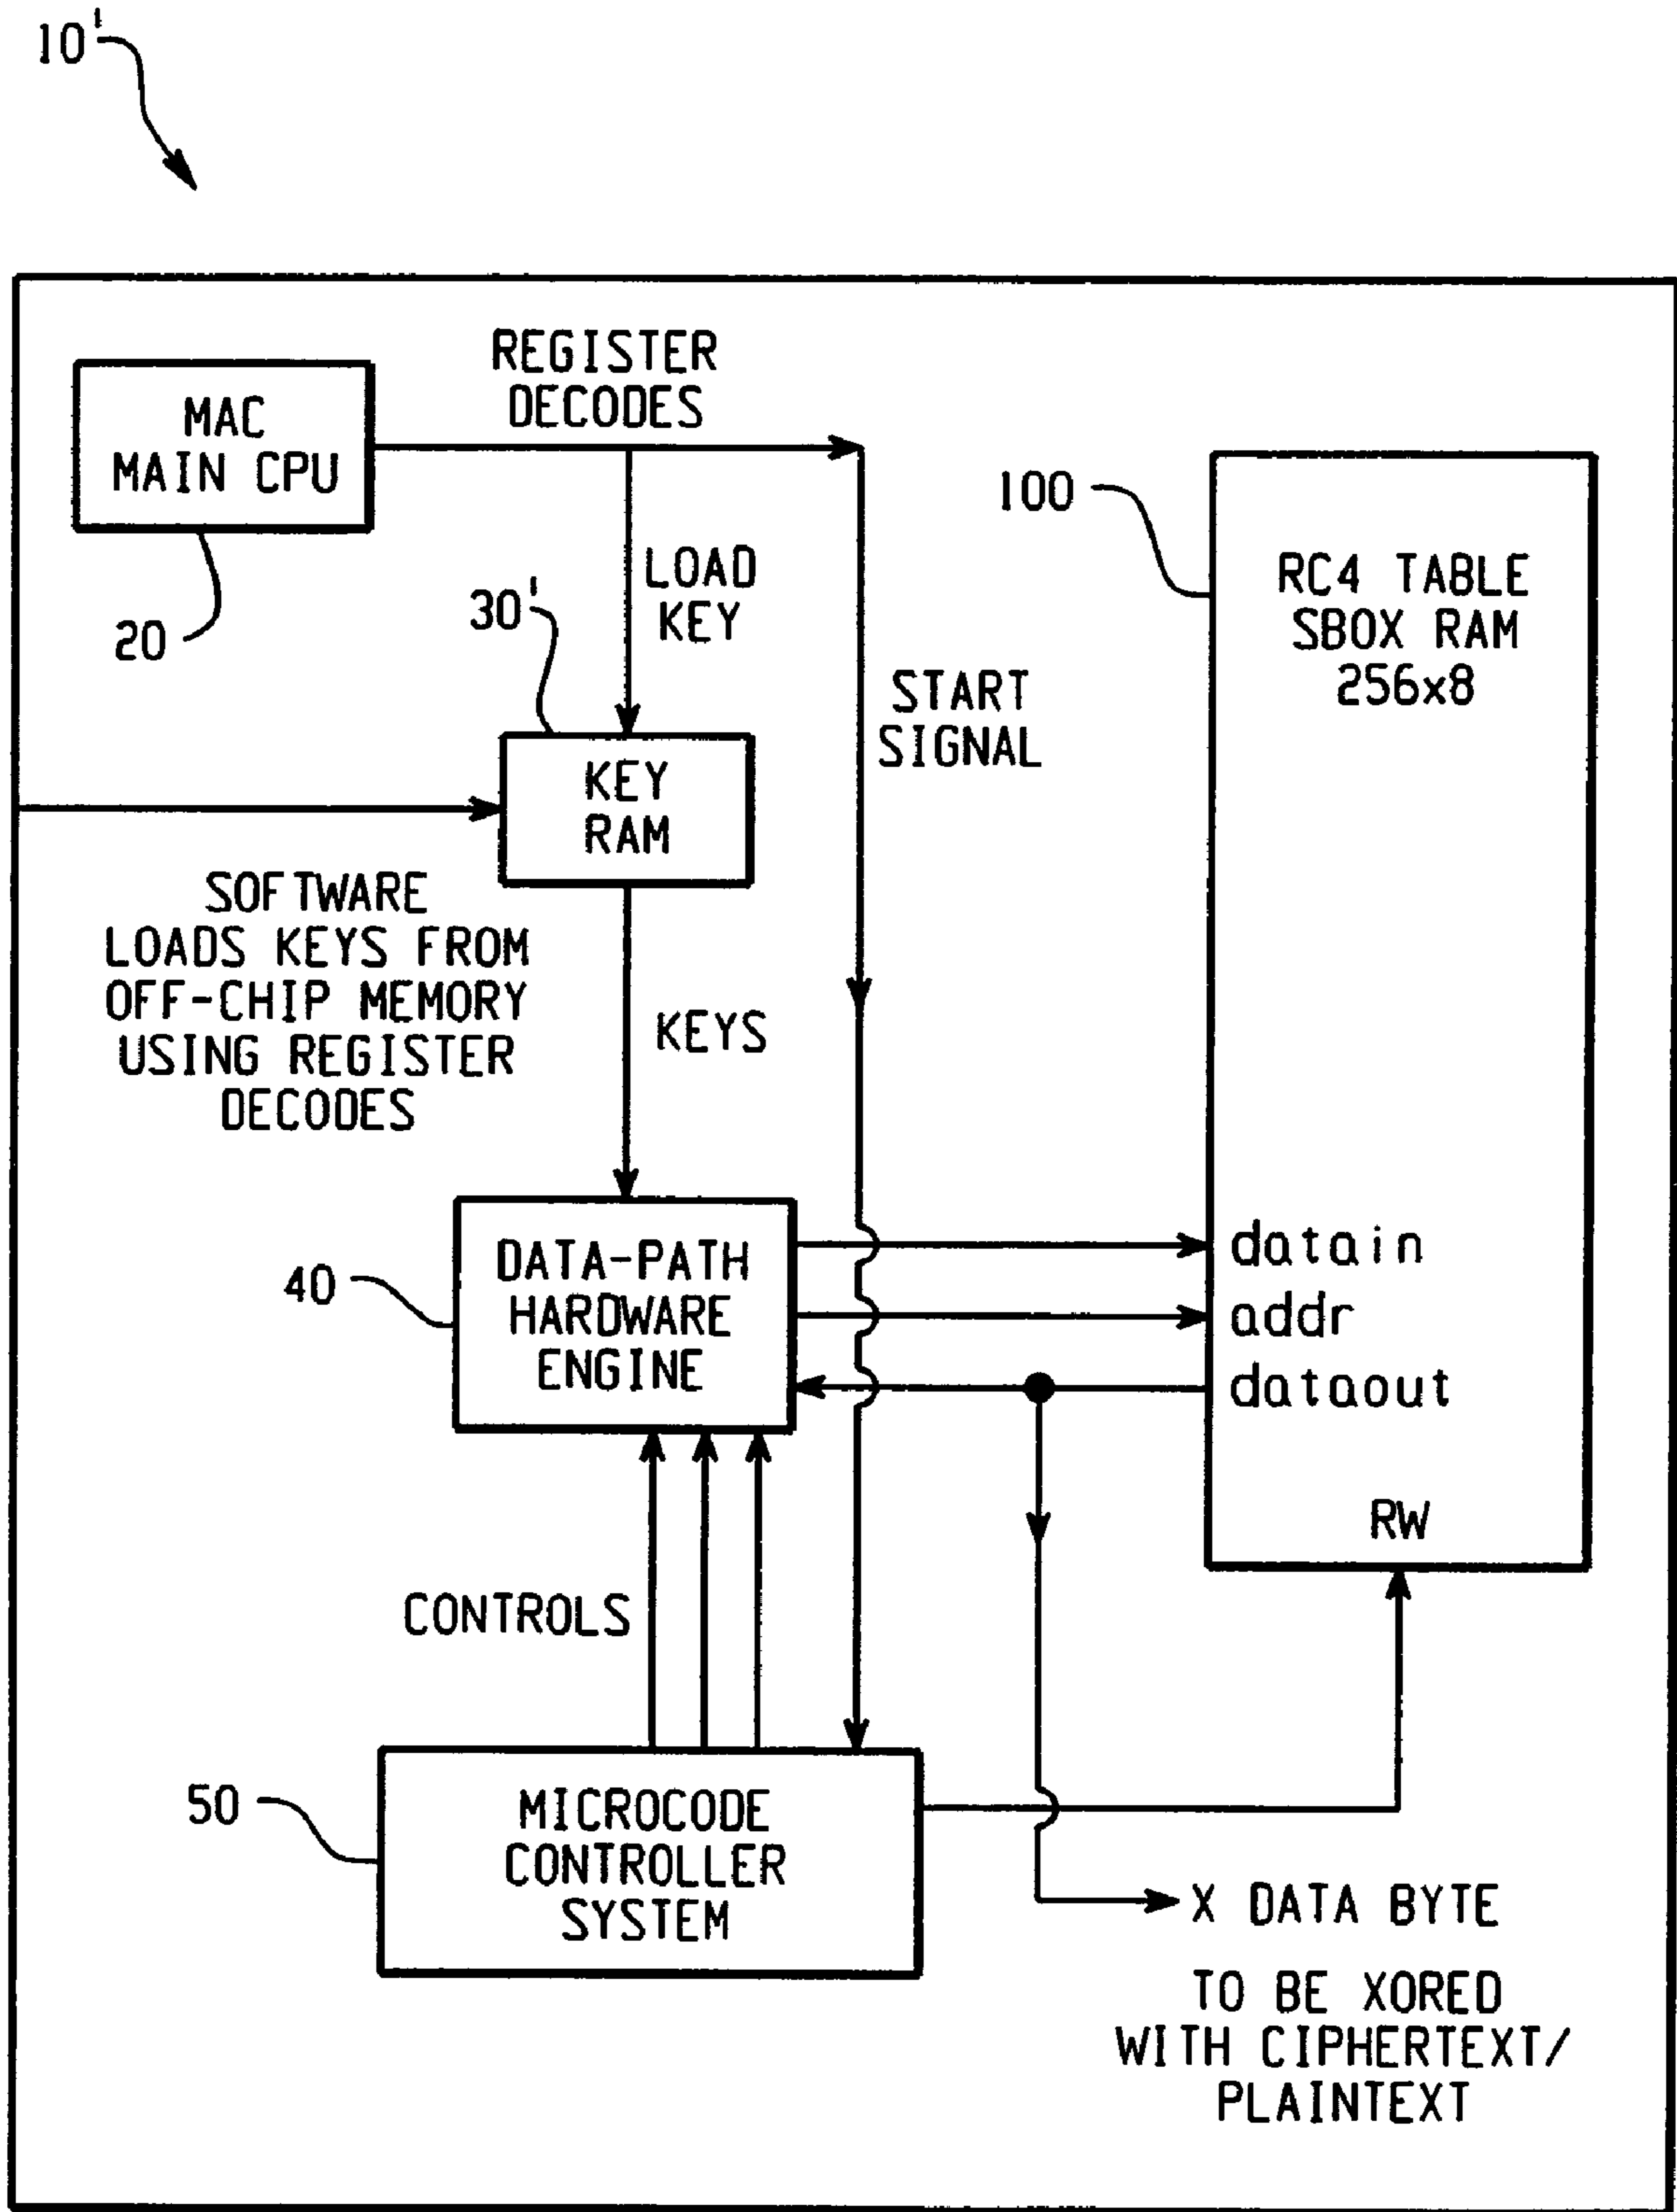 10'
REGISTER
DECODES
MAC
MAIN CPU
20
LOAD
KEY
30'
100
RC4 TABLE
SBOX RAM
256x8
START
SIGNAL
KEY
RAM
SOFTWARE
LOADS KEYS FROM
OFF-CHIP MEMORY
USING REGISTER
DECODES
KEYS
40
DATA-PATH
HARDWARE
ENGINE
datain
addr
dataout
RW
CONTROLS
50
MICROCODE
CONTROLLER
SYSTEM
X DATA BYTE
TO BE XORED
WITH CIPHERTEXT/
PLAINTEXT